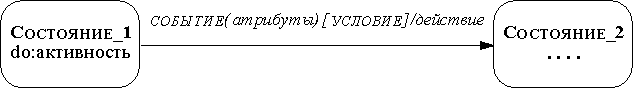 СОБЫТИЕ(атрибуты) [УСЛОВИЕ]/действие
СОСТОЯНИЕ_1
do:активность
СОСТОЯНИЕ_2
....